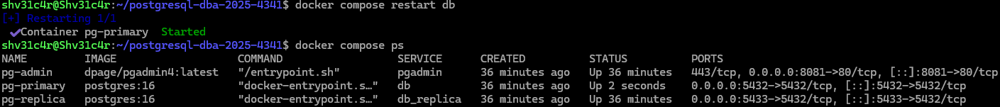 shv31c4r@Shv31c4r:~/postgresql-dba-2025-4341$ docker compose restart db
[+] Restarting 1/1
✔Container pg-primary  Started
shv31c4r@Shv31c4r:~/postgresql-dba-2025-4341$ docker compose ps
NAME         IMAGE                   COMMAND                  SERVICE      CREATED          STATUS          PORTS
pg-admin     dpage/pgadmin4:latest   "/entrypoint.sh"         pgadmin      36 minutes ago   Up 36 minutes   443/tcp, 0.0.0.0:8081->80/tcp, [::]:8081->80/tcp
pg-primary   postgres:16             "docker-entrypoint.s…"   db           36 minutes ago   Up 2 seconds    0.0.0.0:5432->5432/tcp, [::]:5432->5432/tcp
pg-replica   postgres:16             "docker-entrypoint.s…"   db_replica   36 minutes ago   Up 36 minutes   0.0.0.0:5433->5432/tcp, [::]:5433->5432/tcp